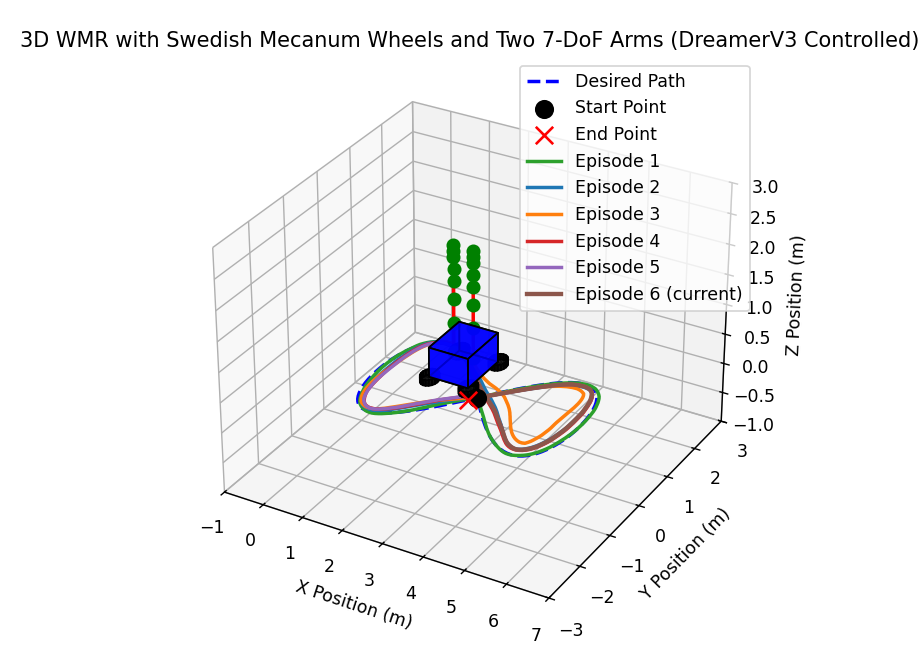 3D WMR with Swedish Mecanum Wheels and Two 7-DoF Arms (DreamerV3 Controlled)
Desired Path
Start Point
End Point
Episode 1
Episode 2
Episode 3
Episode 4
Episode 5
Episode 6 (current)
3.0
2.5
2.0
1.5
1.0
0.5
0.0
−0.5
−1.0
Z Position (m)
3
2
1
0
−1
−2
−3
Y Position (m)
−1
0
1
2
3
4
5
6
7
X Position (m)